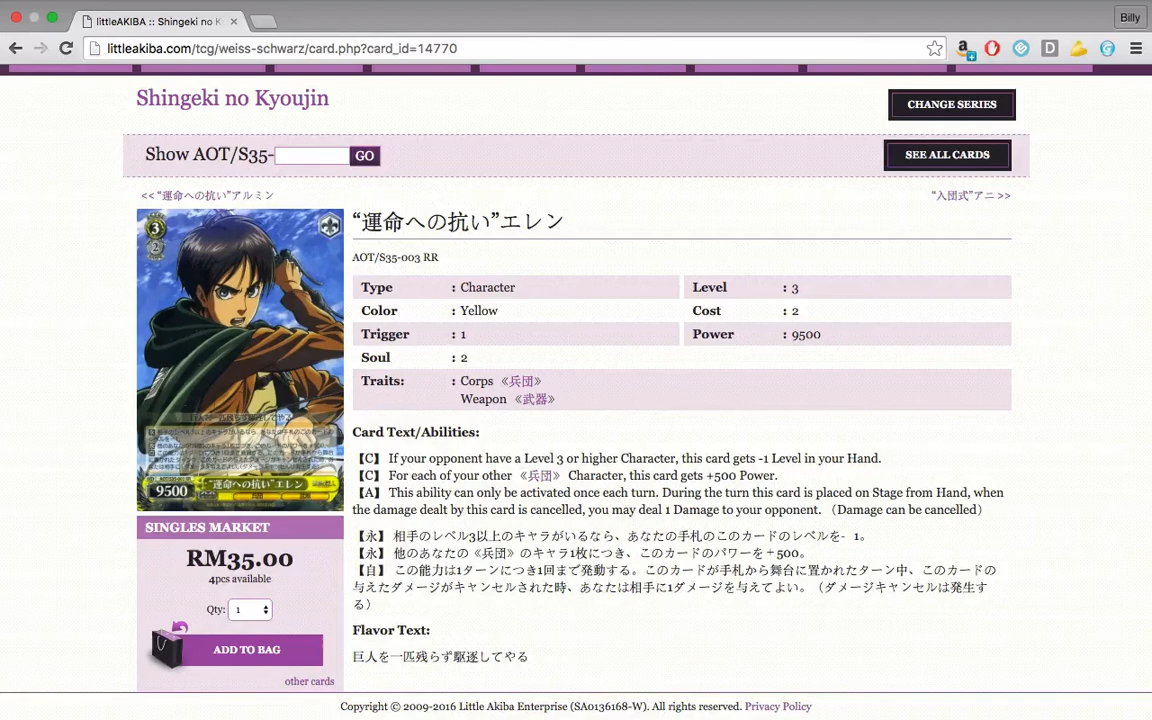 littleAKIBA :: Shingeki no K
Billy
littleakiba.com/tcg/weiss-schwarz/card.php?card_id=14770
Shingeki no Kyoujin
CHANGE SERIES
Show AOT/S35- GO
SEE ALL CARDS
<< “運命への抗い”アルミン
“入団式”アニ >>
“運命への抗い”エレン
AOT/S35-003 RR
Type : Character
Level : 3
Color : Yellow
Cost : 2
Trigger : 1
Power : 9500
Soul : 2
Traits: : Corps 《兵団》
Weapon 《武器》
Card Text/Abilities:
【C】 If your opponent have a Level 3 or higher Character, this card gets -1 Level in your Hand.
【C】 For each of your other 《兵団》 Character, this card gets +500 Power.
【A】 This ability can only be activated once each turn. During the turn this card is placed on Stage from Hand, when
the damage dealt by this card is cancelled, you may deal 1 Damage to your opponent. （Damage can be cancelled）
【永】 相手のレベル3以上のキャラがいるなら、あなたの手札のこのカードのレベルを- 1。
【永】 他のあなたの《兵団》のキャラ1枚につき、このカードのパワーを＋500。
【自】 この能力は1ターンにつき1回まで発動する。このカードが手札から舞台に置かれたターン中、このカードの
与えたダメージがキャンセルされた時、あなたは相手に1ダメージを与えてよい。（ダメージキャンセルは発生す
る）
Flavor Text:
巨人を一匹残らず駆逐してやる
3
2
9500
“運命への抗い”エレン
SINGLES MARKET
RM35.00
4pcs available
Qty: 1
ADD TO BAG
other cards
Copyright © 2009-2016 Little Akiba Enterprise (SA0136168-W). All rights reserved. Privacy Policy